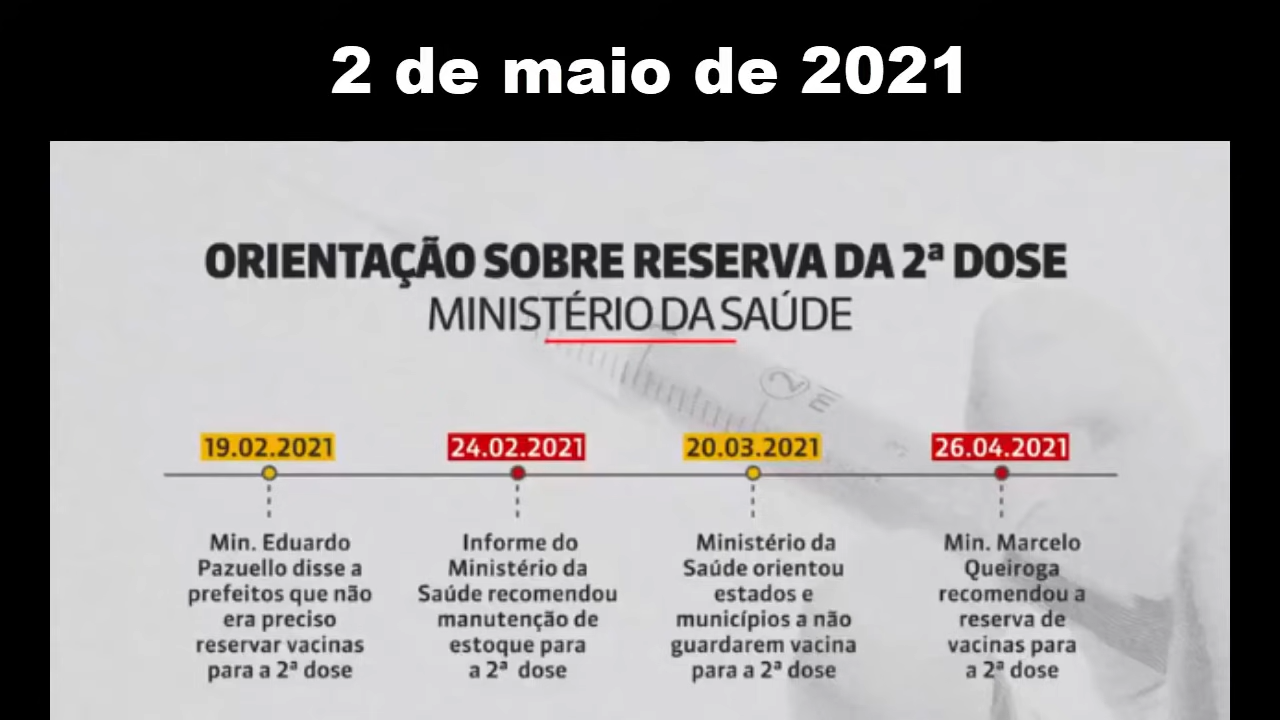 2 de maio de 2021
ORIENTAÇÃO SOBRE RESERVA DA 2ª DOSE
MINISTÉRIO DA SAÚDE
2
ml
3
19.02.2021
Min. Eduardo
Pazuello disse a
prefeitos que não
era preciso
reservar vacinas
para a 2ª dose
24.02.2021
Informe do
Ministério da
Saúde recomendou
manutenção de
estoque para
a 2ª dose
20.03.2021
Ministério da
Saúde orientou
estados e
municípios a não
guardarem vacina
para a 2ª dose
26.04.2021
Min. Marcelo
Queiroga
recomendou a
reserva de
vacinas para
a 2ª dose